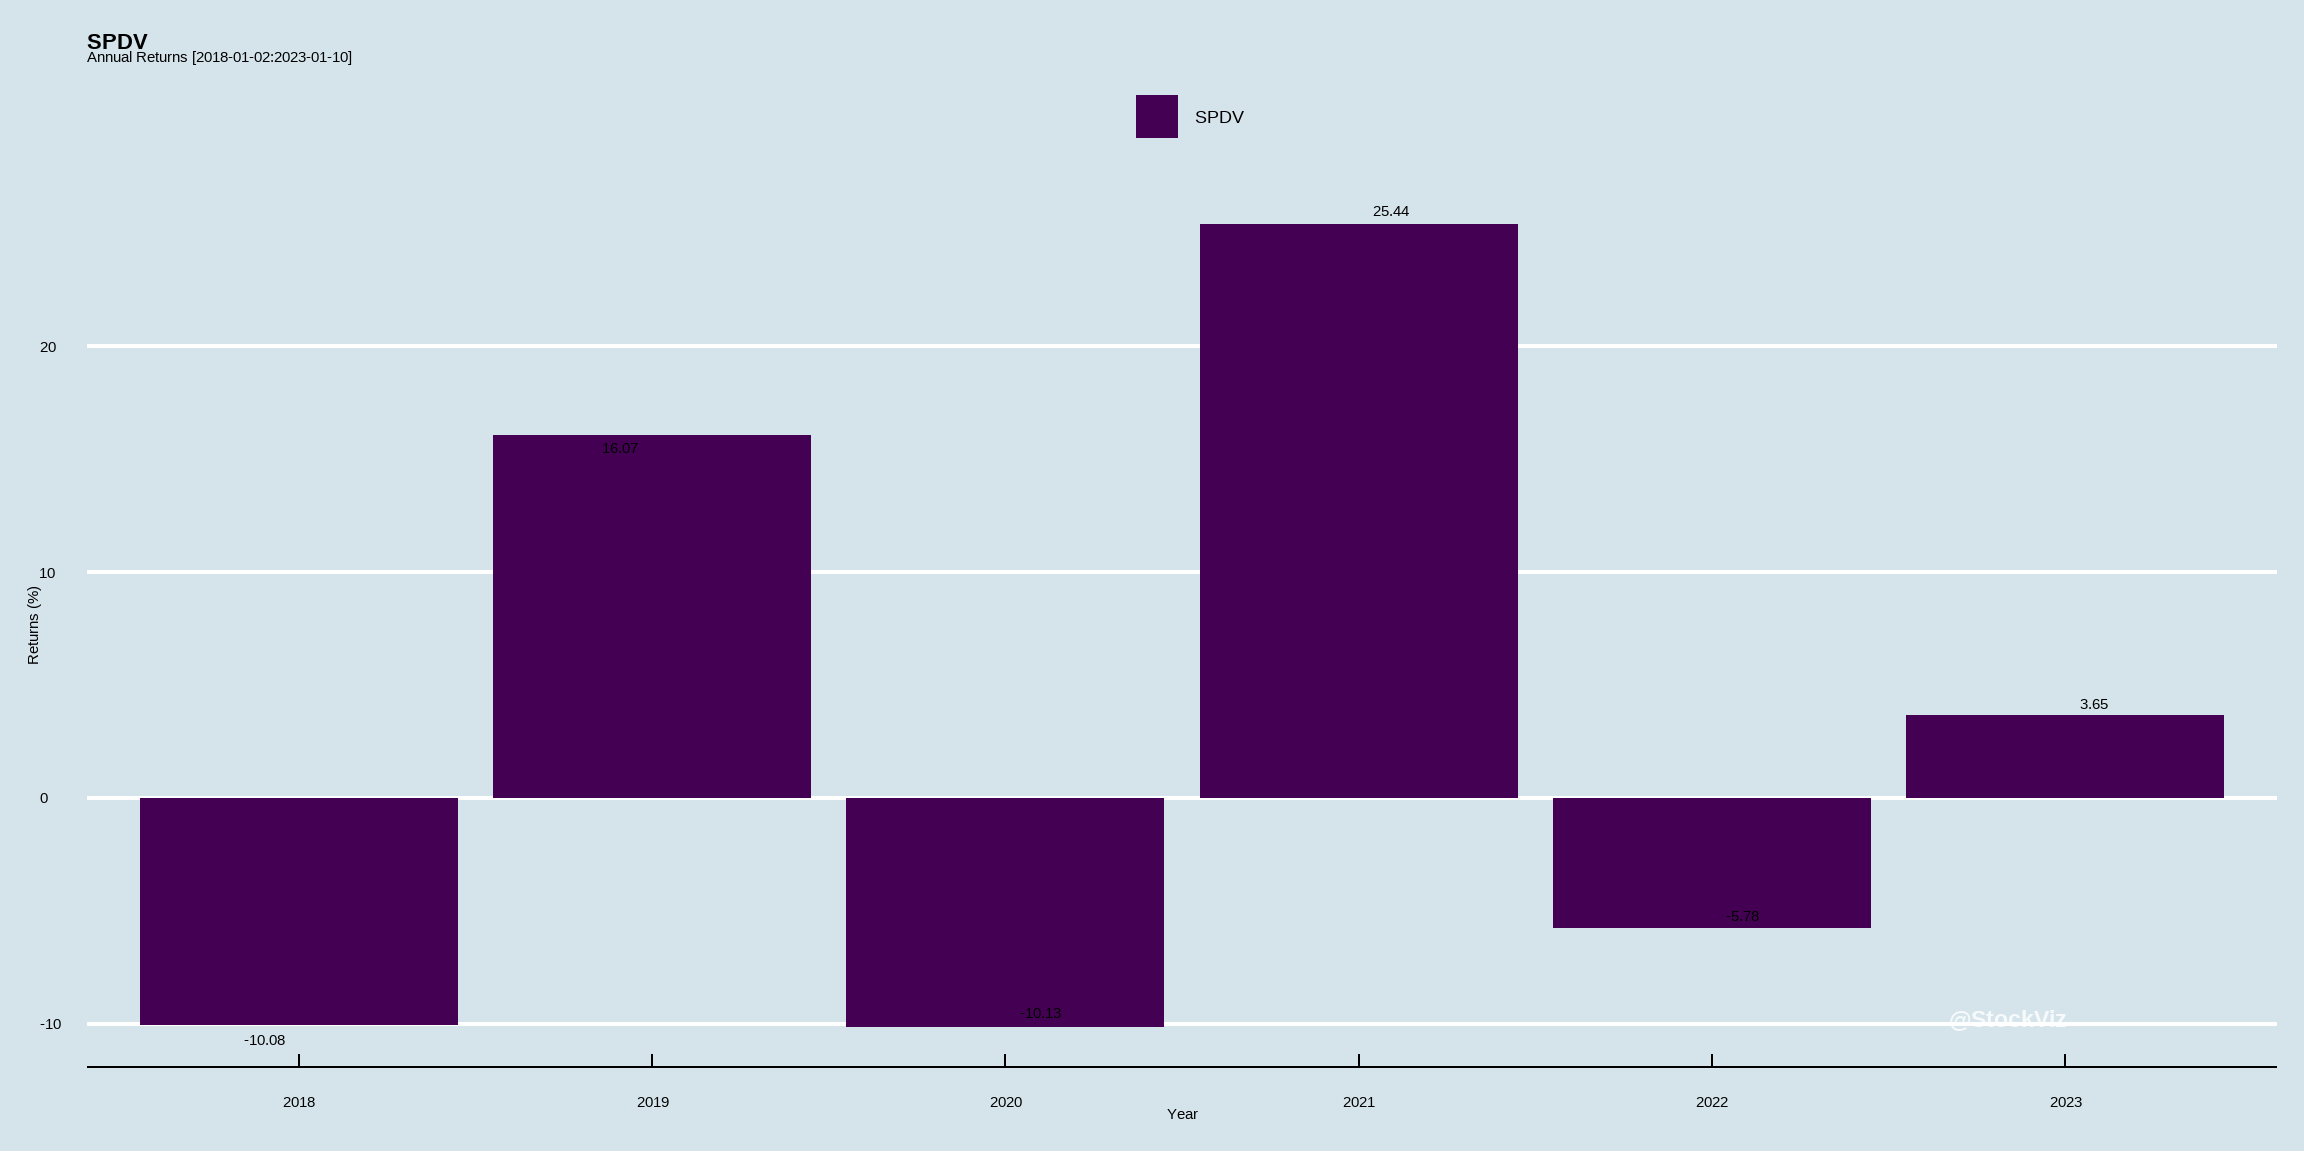 SPDV
Annual Returns [2018-01-02:2023-01-10]
SPDV
25.44
20
16.07
10
Returns (%)
3.65
0
-5.78
-10.13
@StockViz
-10
-10.08
2018 2019 2020 2021 2022 2023
Year